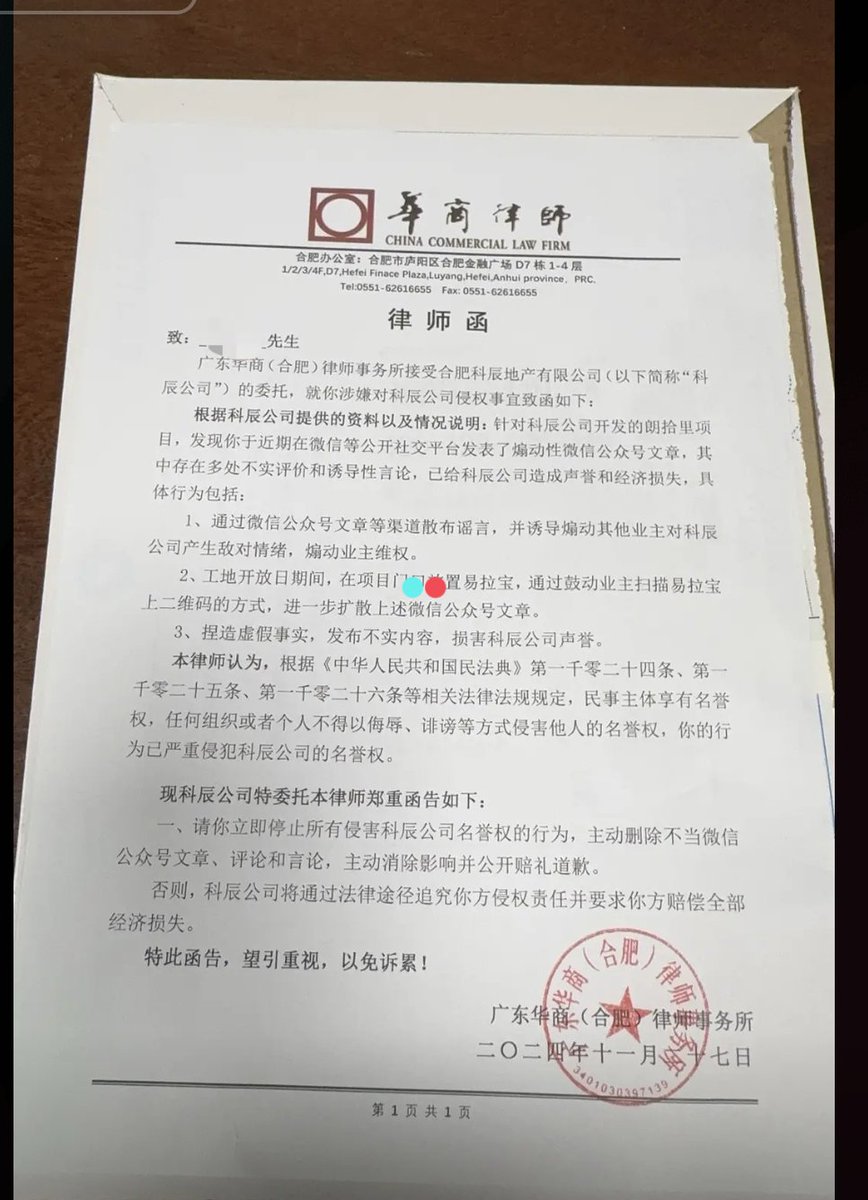 華商律師
CHINA COMMERCIAL LAW FIRM
合肥办公室：合肥市庐阳区合肥金融广场 D7 栋 1-4 层
1/2/3/4F,D7,Hefei Finace Plaza,Luyang,Hefei,Anhui province, PRC.
Tel:0551-62616655 Fax: 0551-62616655
律师函
致：_ _先生
广东华商（合肥）律师事务所接受合肥科辰地产有限公司（以下简称“科
辰公司”）的委托，就你涉嫌对科辰公司侵权事宜致函如下：
根据科辰公司提供的资料以及情况说明：针对科辰公司开发的朗拾里项
目，发现你于近期在微信等公开社交平台发表了煽动性微信公众号文章，其
中存在多处不实评价和诱导性言论，已给科辰公司造成声誉和经济损失，具
体行为包括：
1、通过微信公众号文章等渠道散布谣言，并诱导煽动其他业主对科辰
公司产生敌对情绪，煽动业主维权。
2、工地开放日期间，在项目门 置易拉宝，通过鼓动业主扫描易拉宝
上二维码的方式，进一步扩散上述微信公众号文章。
3、捏造虚假事实，发布不实内容，损害科辰公司声誉。
本律师认为，根据《中华人民共和国民法典》第一千零二十四条、第一
千零二十五条、第一千零二十六条等相关法律法规规定，民事主体享有名誉
权，任何组织或者个人不得以侮辱、诽谤等方式侵害他人的名誉权，你的行
为已严重侵犯科辰公司的名誉权。
现科辰公司特委托本律师郑重函告如下：
一、请你立即停止所有侵害科辰公司名誉权的行为，主动删除不当微信
公众号文章、评论和言论，主动消除影响并公开赔礼道歉。
否则，科辰公司将通过法律途径追究你方侵权责任并要求你方赔偿全部
经济损失。
特此函告，望引重视，以免诉累！
广东华商（合肥）律师事务所
二〇二四年十一月 十七日
广东华商（合肥）律师事务所
3401030397139
第 1 页 共 1 页